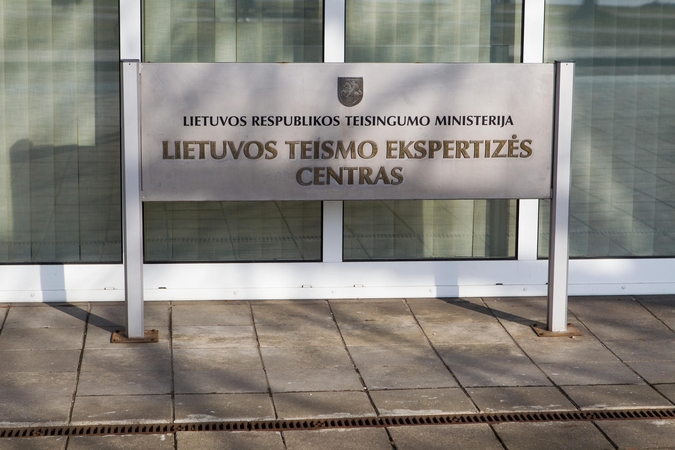 LIETUVOS RESPUBLIKOS TEISINGUMO MINISTERIJA
LIETUVOS TEISMO EKSPERTIZĖS
CENTRAS